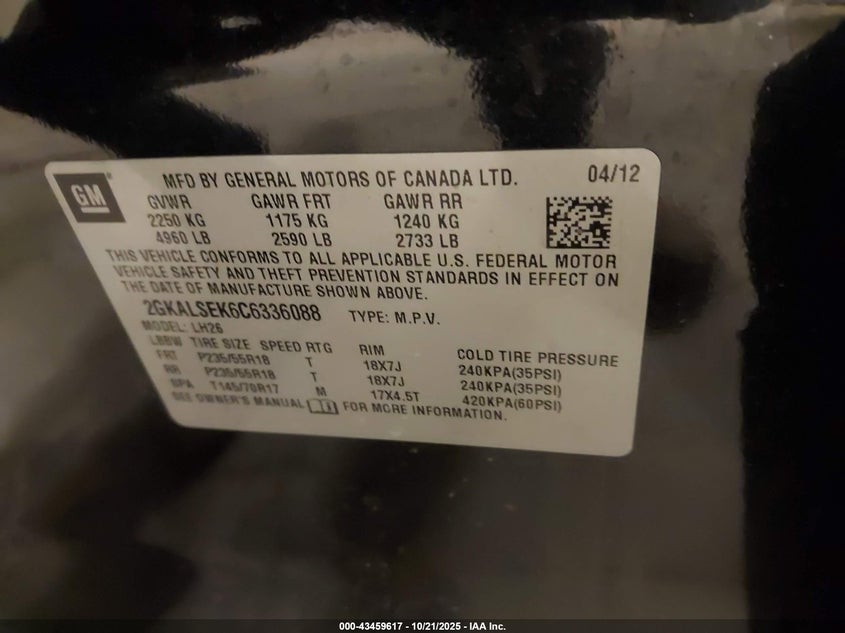 GM
MFD BY GENERAL MOTORS OF CANADA LTD. 04/12
GVWR GAWR FRT GAWR RR
2250 KG 1175 KG 1240 KG
4960 LB 2590 LB 2733 LB
THIS VEHICLE CONFORMS TO ALL APPLICABLE U.S. FEDERAL MOTOR
VEHICLE SAFETY AND THEFT PREVENTION STANDARDS IN EFFECT ON
THE DATE OF MANUFACTURE SHOWN ABOVE.
2GKALSEK6C6336088 TYPE: M.P.V.
MODEL: LH26
LBBW TIRE SIZE SPEED RTG RIM COLD TIRE PRESSURE
FRT P235/55R18 T 18X7J 240KPA(35PSI)
RR P235/55R18 T 18X7J 240KPA(35PSI)
SPA T145/70R17 M 17X4.5T 420KPA(60PSI)
SEE OWNER'S MANUAL FOR MORE INFORMATION.
000-43459617 - 10/21/2025 - IAA Inc.